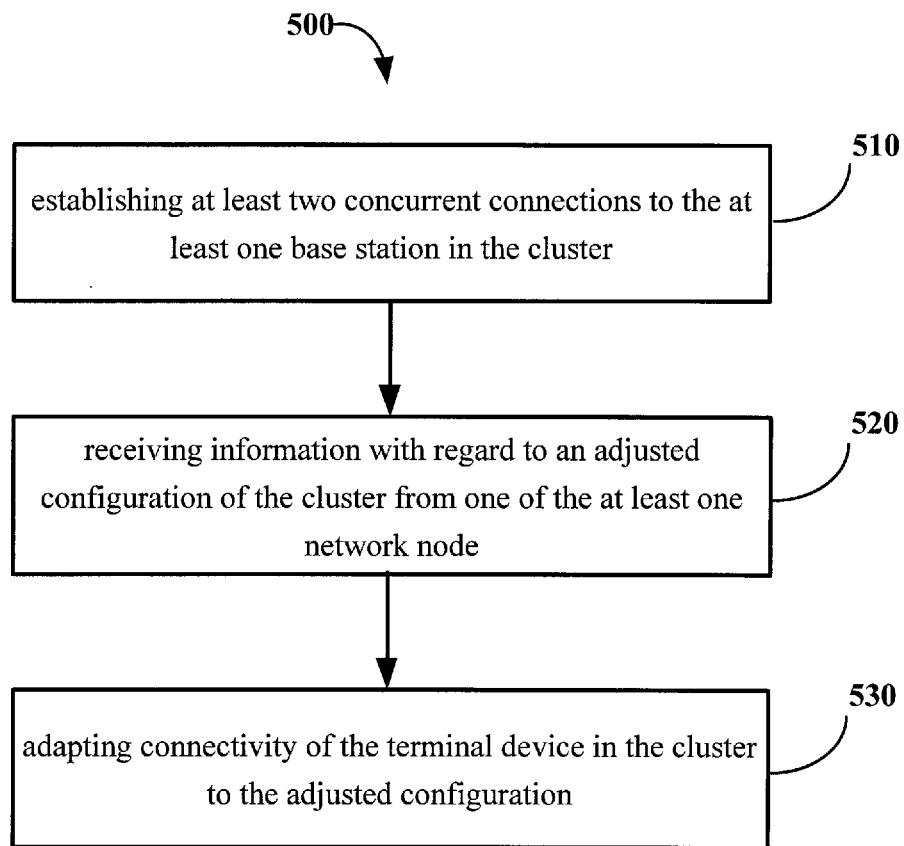 500
510
establishing at least two concurrent connections to the at
least one base station in the cluster
520
receiving information with regard to an adjusted
configuration of the cluster from one of the at least one
network node
530
adapting connectivity of the terminal device in the cluster
to the adjusted configuration